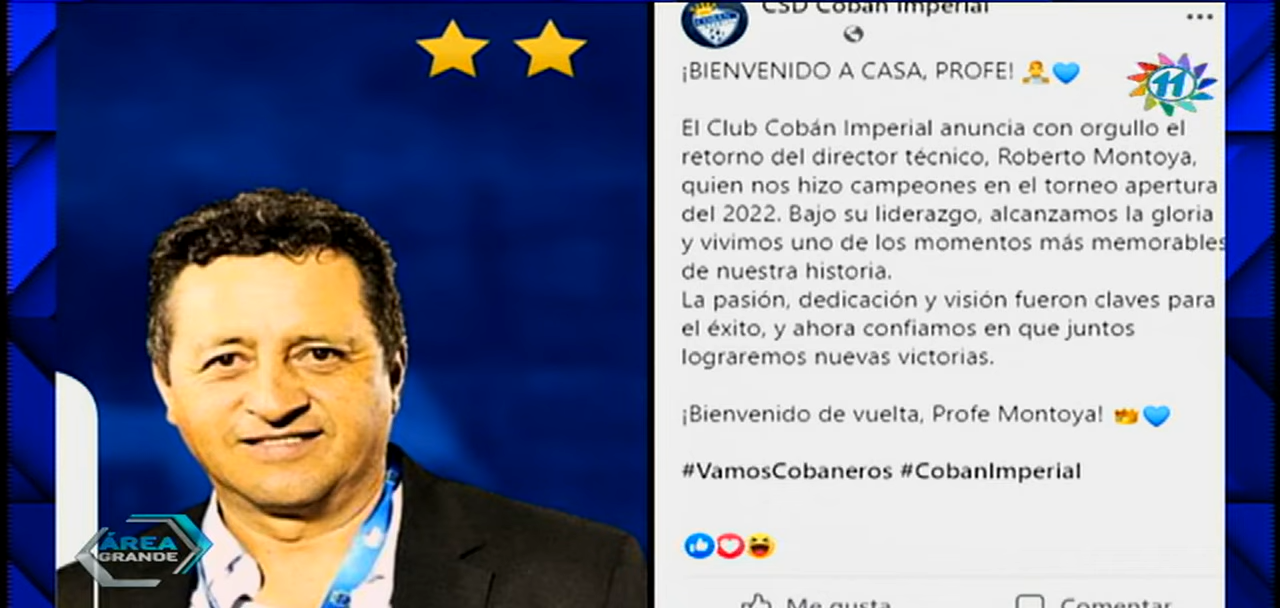 CSD Cobán Imperial
¡BIENVENIDO A CASA, PROFE!
11
El Club Cobán Imperial anuncia con orgullo el
retorno del director técnico, Roberto Montoya,
quien nos hizo campeones en el torneo apertura
del 2022. Bajo su liderazgo, alcanzamos la gloria
y vivimos uno de los momentos más memorables
de nuestra historia.
La pasión, dedicación y visión fueron claves para
el éxito, y ahora confiamos en que juntos
lograremos nuevas victorias.
¡Bienvenido de vuelta, Profe Montoya!
#VamosCobaneros #CobanImperial
Me gusta
Comentar
ÁREA
GRANDE